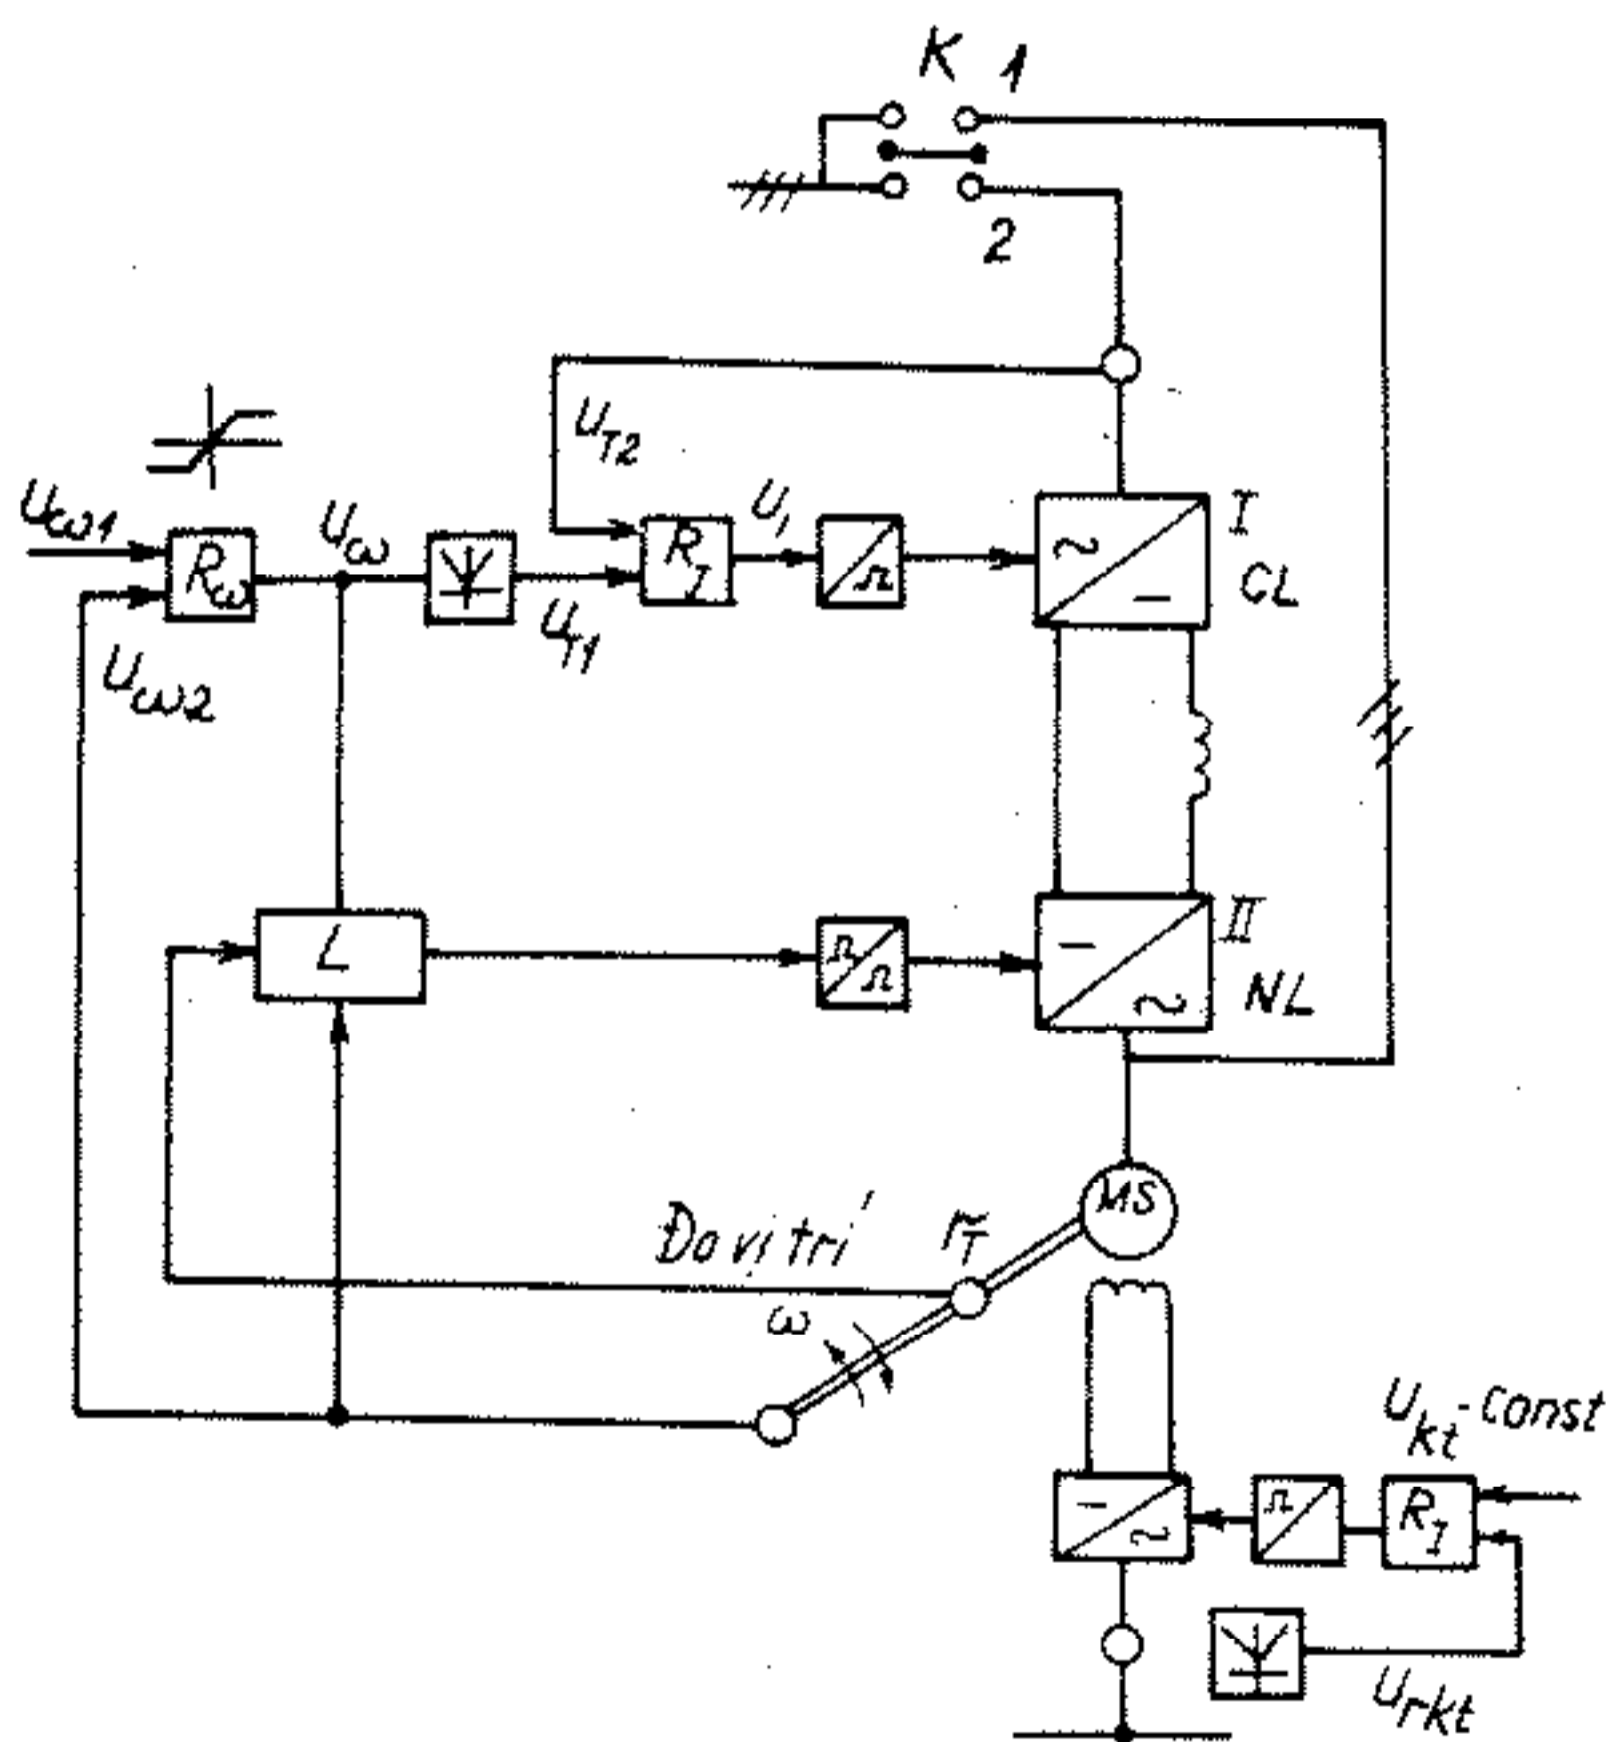 K 1
2
U_T2
U_ω1
U_ω
U_i
I
R_ω
R_I
~
−
CL
U_T1
U_ω2
L
II
−
~
NL
MS
Đo vị trí
r_T
ω
U_kt - Const
−
~
R_I
U_rkt